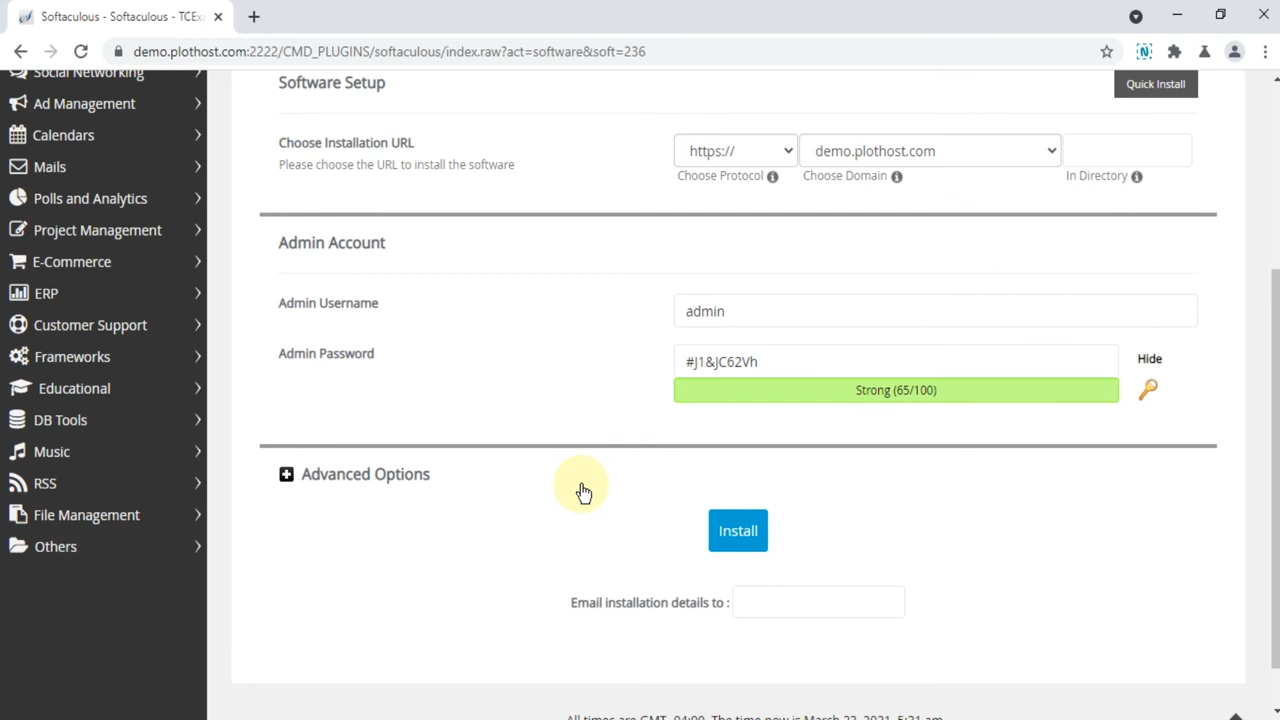 Softaculous - Softaculous - TCExa
demo.plothost.com:2222/CMD_PLUGINS/softaculous/index.raw?act=software&soft=236
Social Networking
Ad Management
Calendars
Mails
Polls and Analytics
Project Management
E-Commerce
ERP
Customer Support
Frameworks
Educational
DB Tools
Music
RSS
File Management
Others
Software Setup
Quick Install
Choose Installation URL
Please choose the URL to install the software
https:// demo.plothost.com
Choose Protocol Choose Domain In Directory
Admin Account
Admin Username admin
Admin Password #J1&JC62Vh Hide
Strong (65/100)
Advanced Options
Install
Email installation details to :
All times are GMT -04:00. The time now is March 23, 2021, 5:31 am